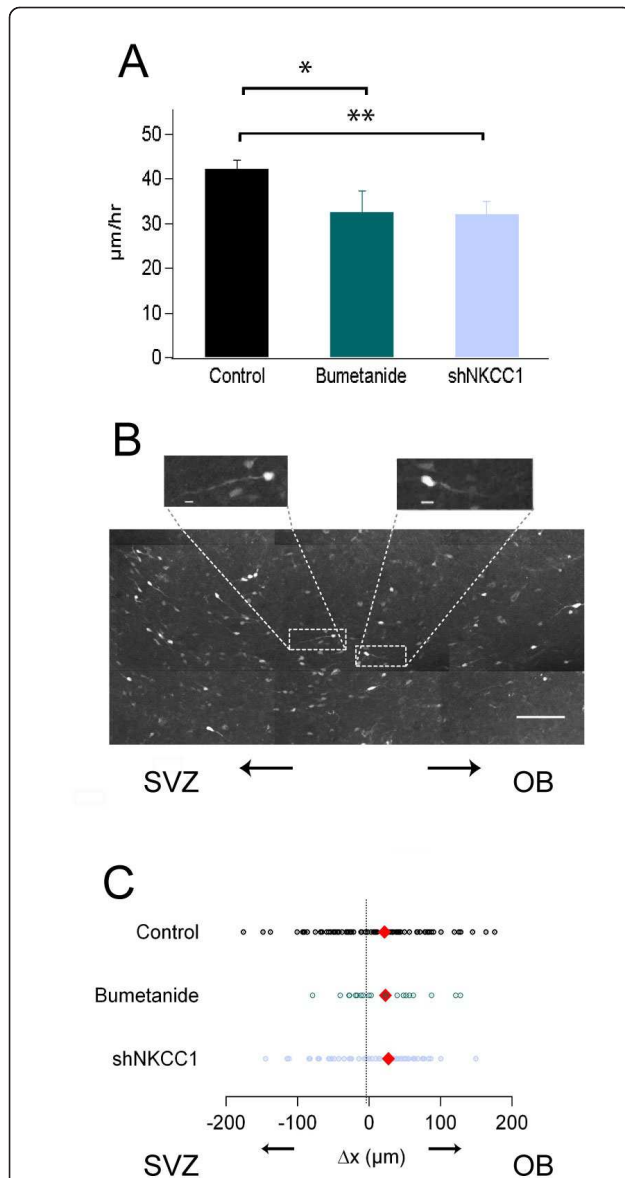 A
*
**
50
40
30
20
10
0
µm/hr
Control Bumetanide shNKCC1
B
SVZ OB
C
Control
Bumetanide
shNKCC1
-200 -100 0 100 200
Δx (µm)
SVZ OB